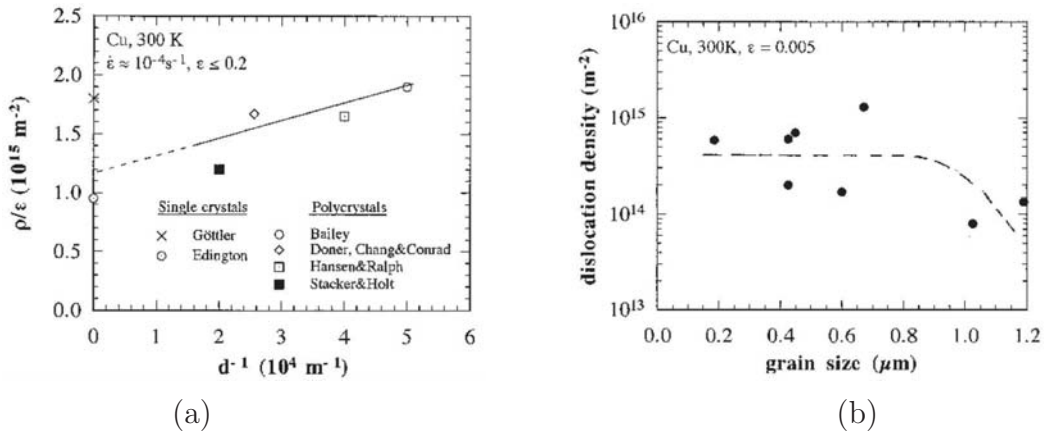 2.5
Cu, 300 K
ε̇ ≈ 10⁻⁴s⁻¹, ε ≤ 0.2
2.0
1.5
1.0
0.5
0.0
ρ/ε (10¹⁵ m⁻²)
Single crystals
Göttler
Edington
Polycrystals
Bailey
Doner, Chang&Conrad
Hansen&Ralph
Stacker&Holt
0 1 2 3 4 5 6
d⁻¹ (10⁴ m⁻¹)
(a)
10¹⁶
Cu, 300K, ε = 0.005
10¹⁵
10¹⁴
10¹³
dislocation density (m⁻²)
0.0 0.2 0.4 0.6 0.8 1.0 1.2
grain size (μm)
(b)